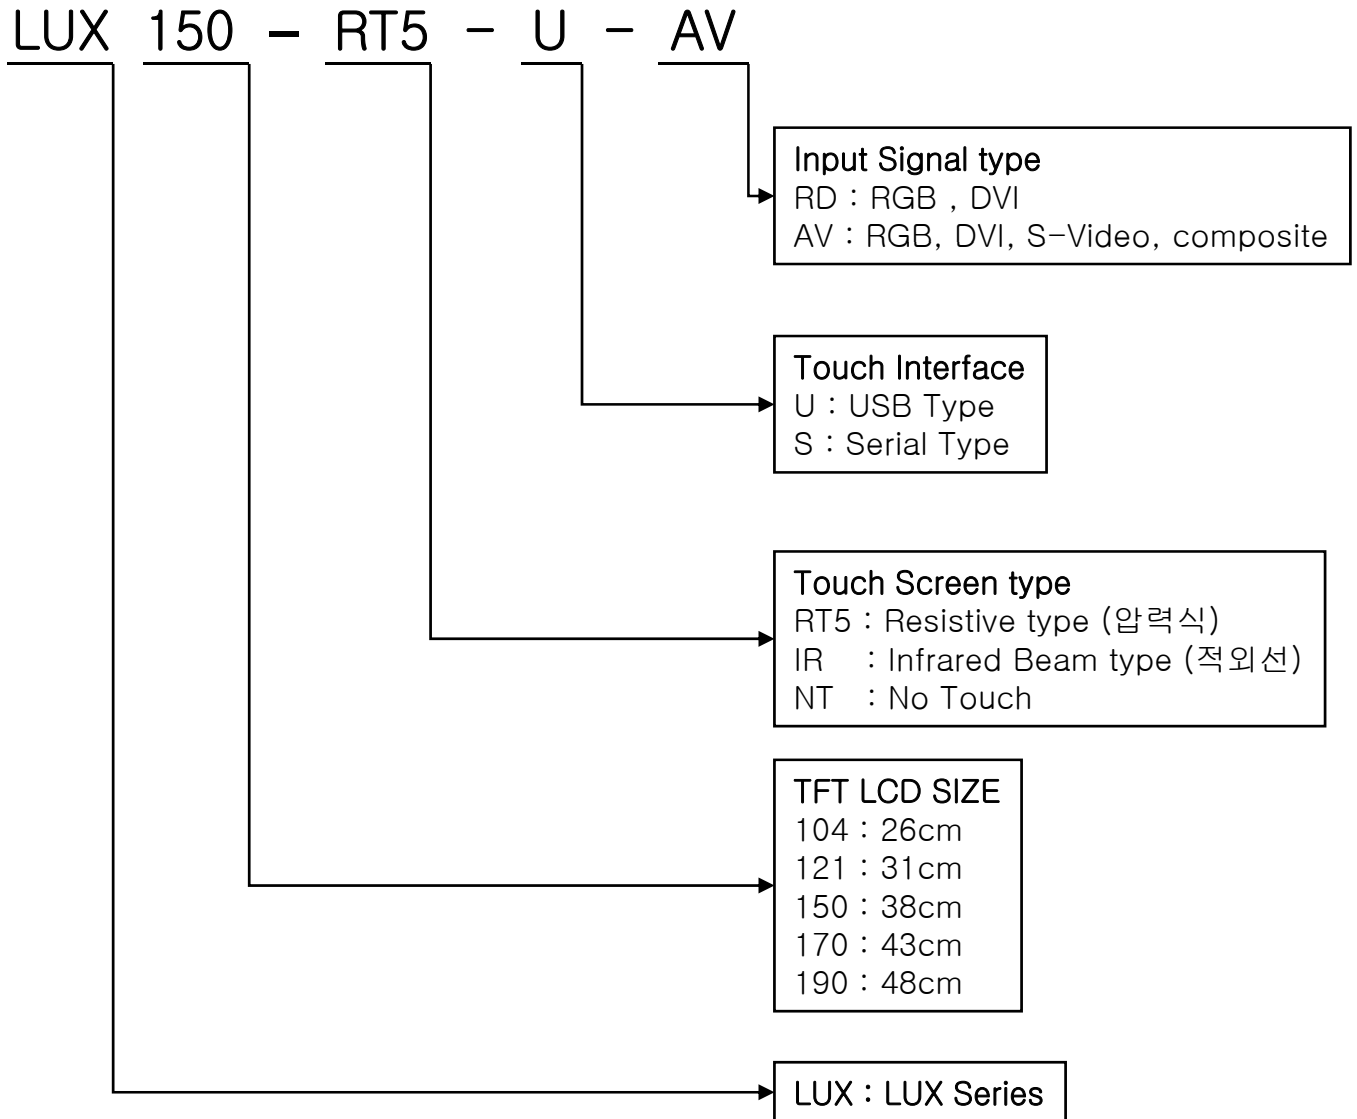 LUX 150 - RT5 - U - AV
Input Signal type
RD : RGB , DVI
AV : RGB, DVI, S-Video, composite
Touch Interface
U : USB Type
S : Serial Type
Touch Screen type
RT5 : Resistive type (압력식)
IR : Infrared Beam type (적외선)
NT : No Touch
TFT LCD SIZE
104 : 26cm
121 : 31cm
150 : 38cm
170 : 43cm
190 : 48cm
LUX : LUX Series